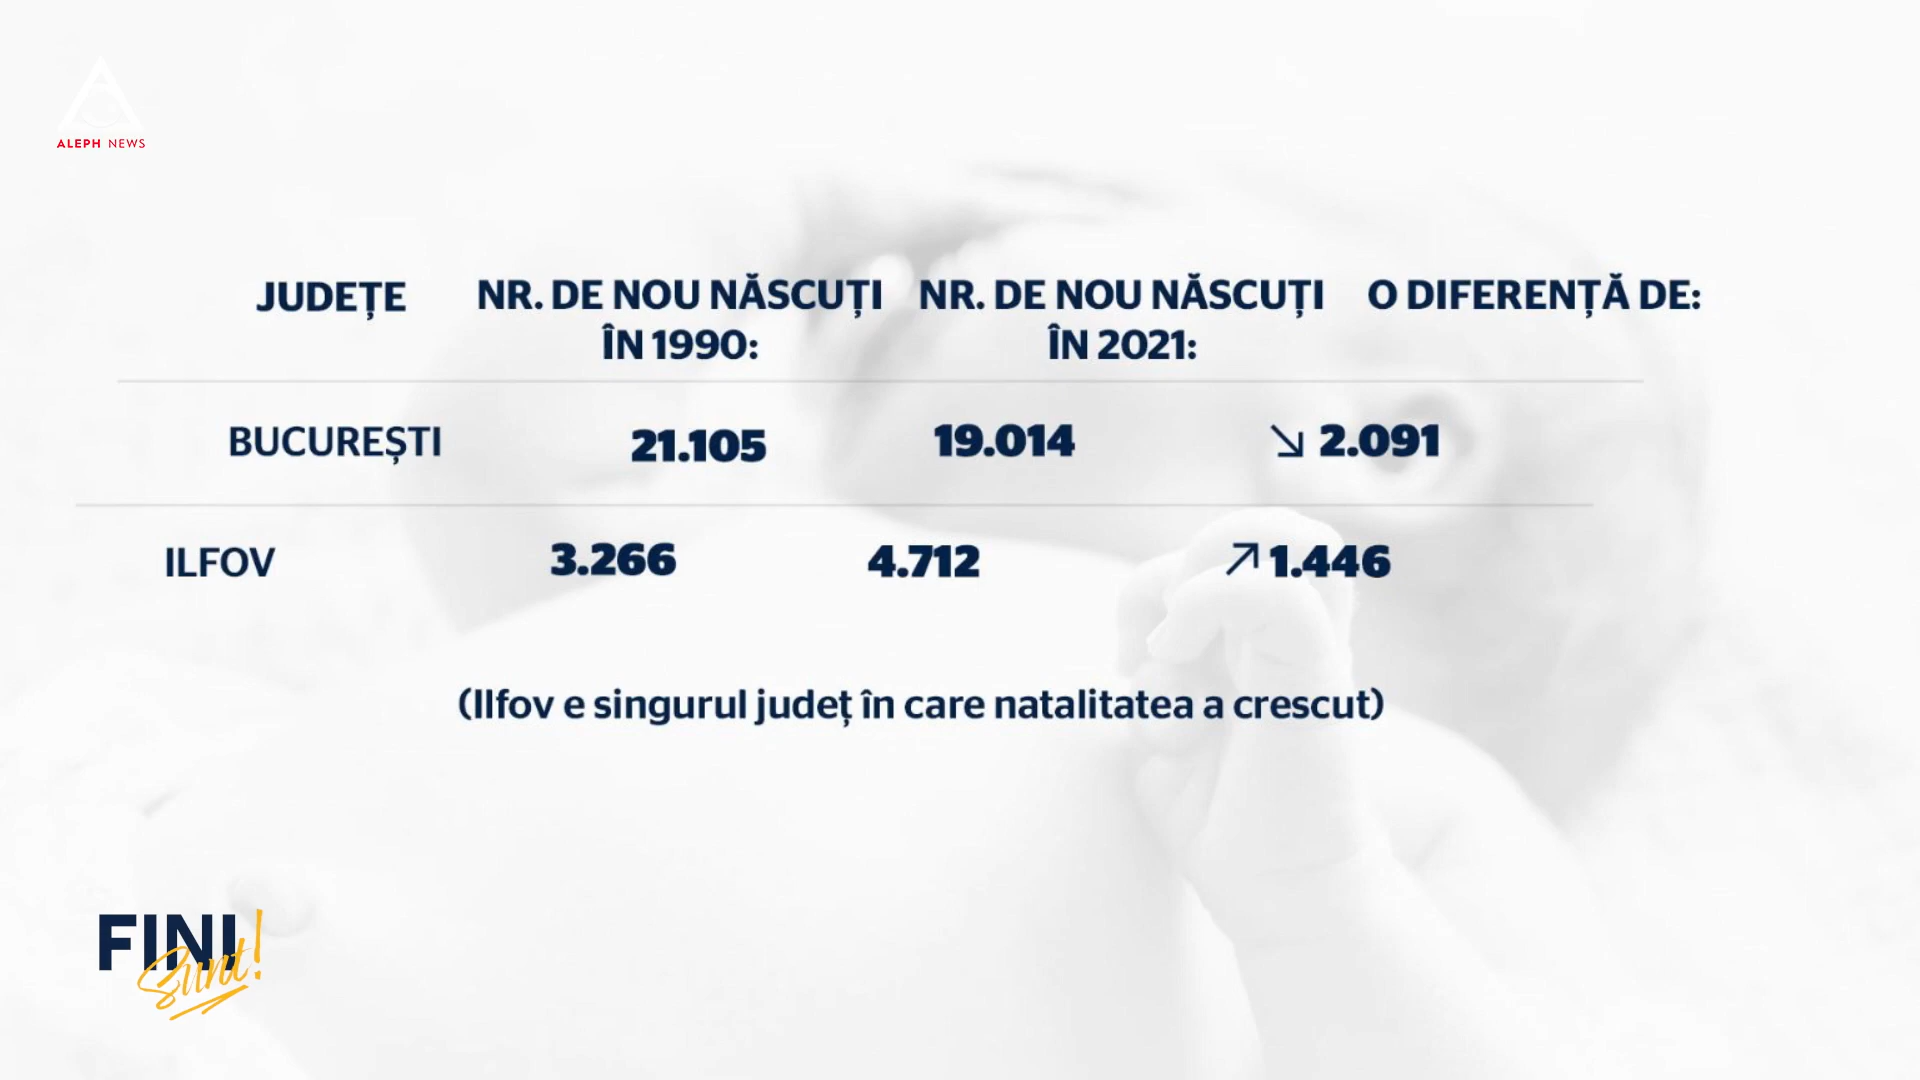 ALEPH NEWS
JUDEȚE NR. DE NOU NĂSCUȚI ÎN 1990: NR. DE NOU NĂSCUȚI ÎN 2021: O DIFERENȚĂ DE:
BUCUREȘTI 21.105 19.014 ↘ 2.091
ILFOV 3.266 4.712 ↗ 1.446
(Ilfov e singurul județ în care natalitatea a crescut)
FINI
Sunt!